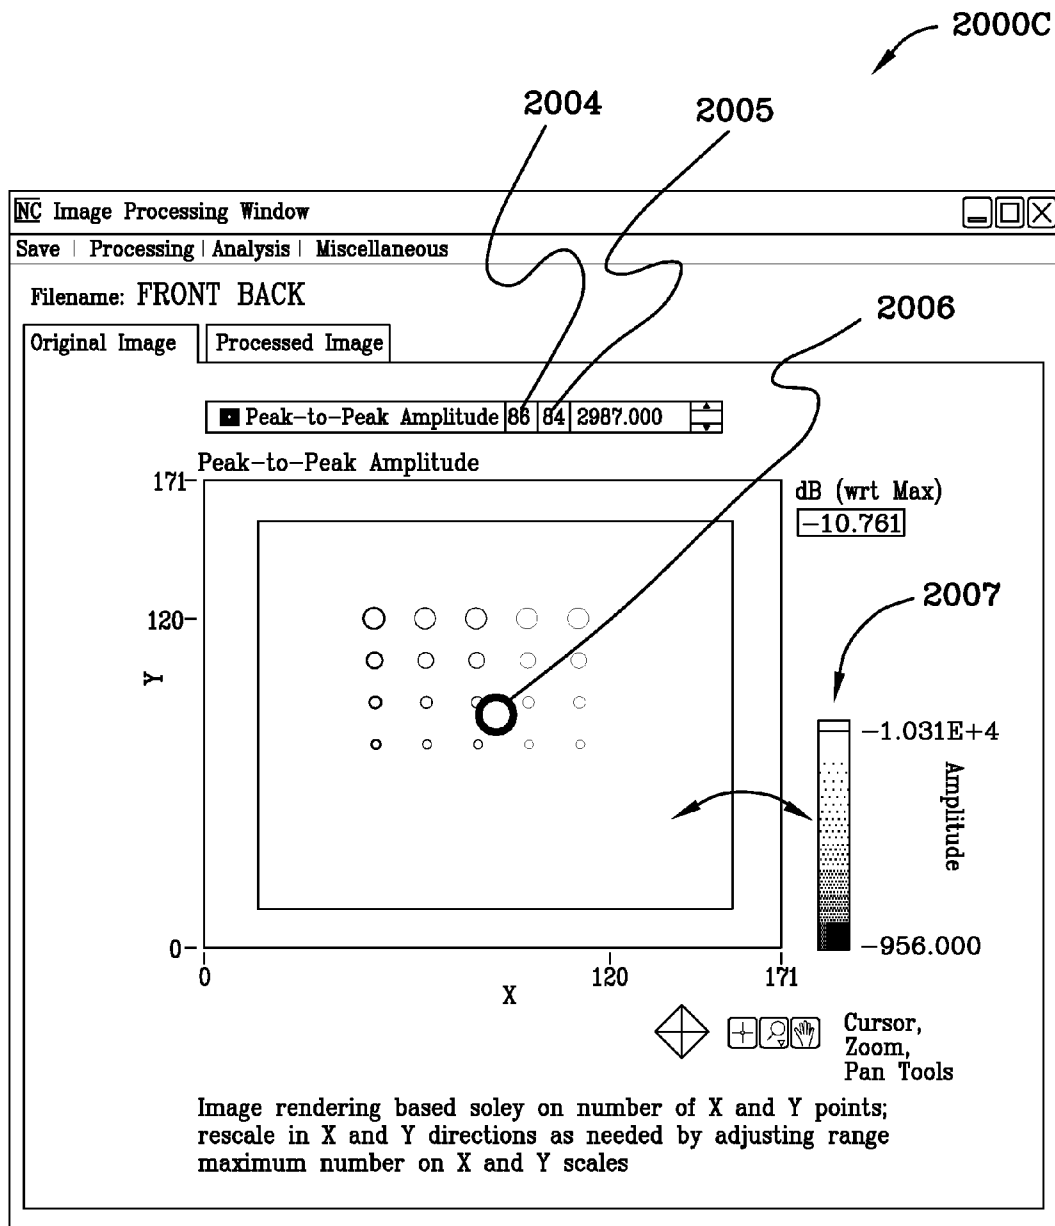 2000C
2004
2005
NC Image Processing Window
Save | Processing | Analysis | Miscellaneous
Filename: FRONT BACK
2006
Original Image
Processed Image
Peak-to-Peak Amplitude 86 84 2987.000
Peak-to-Peak Amplitude
171
dB (wrt Max)
-10.761
2007
120
Y
-1.031E+4
Amplitude
-956.000
0
0
120
171
X
Cursor,
Zoom,
Pan Tools
Image rendering based soley on number of X and Y points;
rescale in X and Y directions as needed by adjusting range
maximum number on X and Y scales